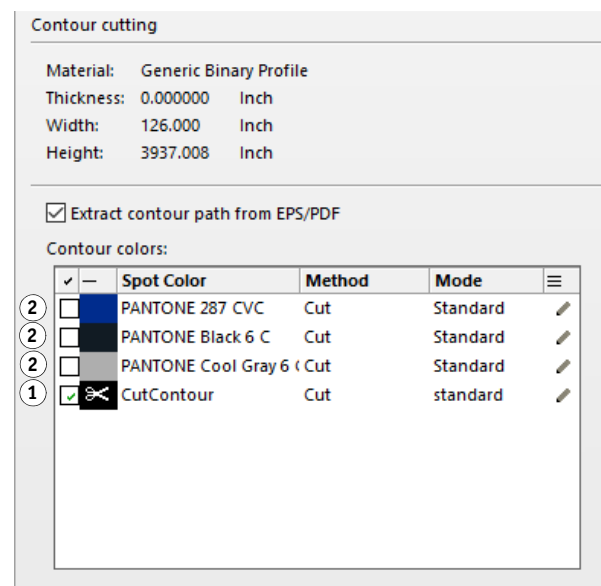 Contour cutting
Material: Generic Binary Profile
Thickness: 0.000000 Inch
Width: 126.000 Inch
Height: 3937.008 Inch
Extract contour path from EPS/PDF
Contour colors:
Spot Color Method Mode
2 PANTONE 287 CVC Cut Standard
2 PANTONE Black 6 C Cut Standard
2 PANTONE Cool Gray 6 Cut Standard
1 CutContour Cut standard